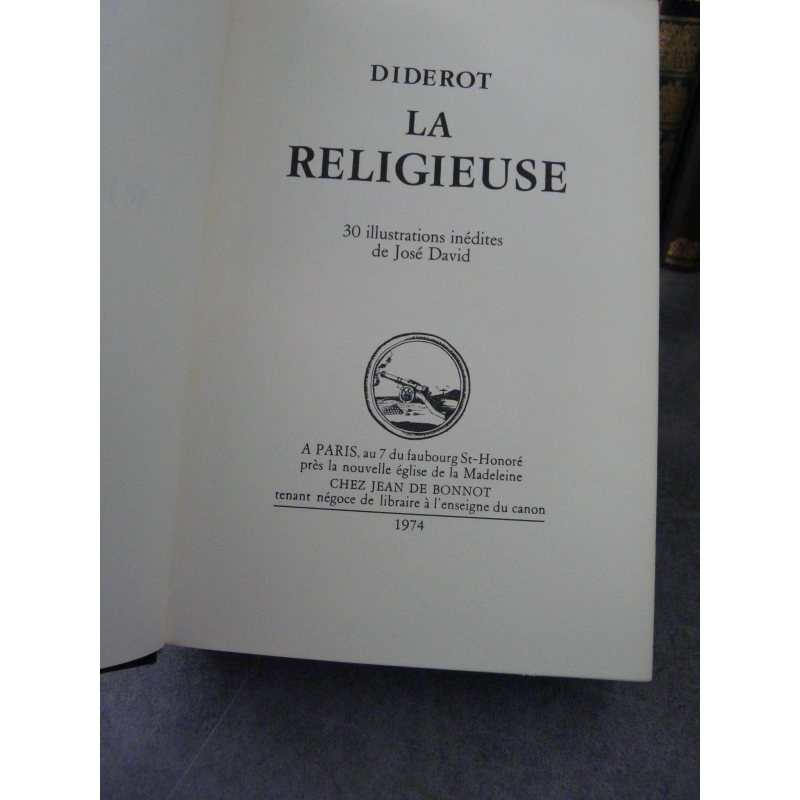 DIDEROT
LA
RELIGIEUSE
30 illustrations inédites
de José David
A PARIS, au 7 du faubourg St-Honoré
près la nouvelle église de la Madeleine
CHEZ JEAN DE BONNOT
tenant négoce de libraire à l'enseigne du canon
1974